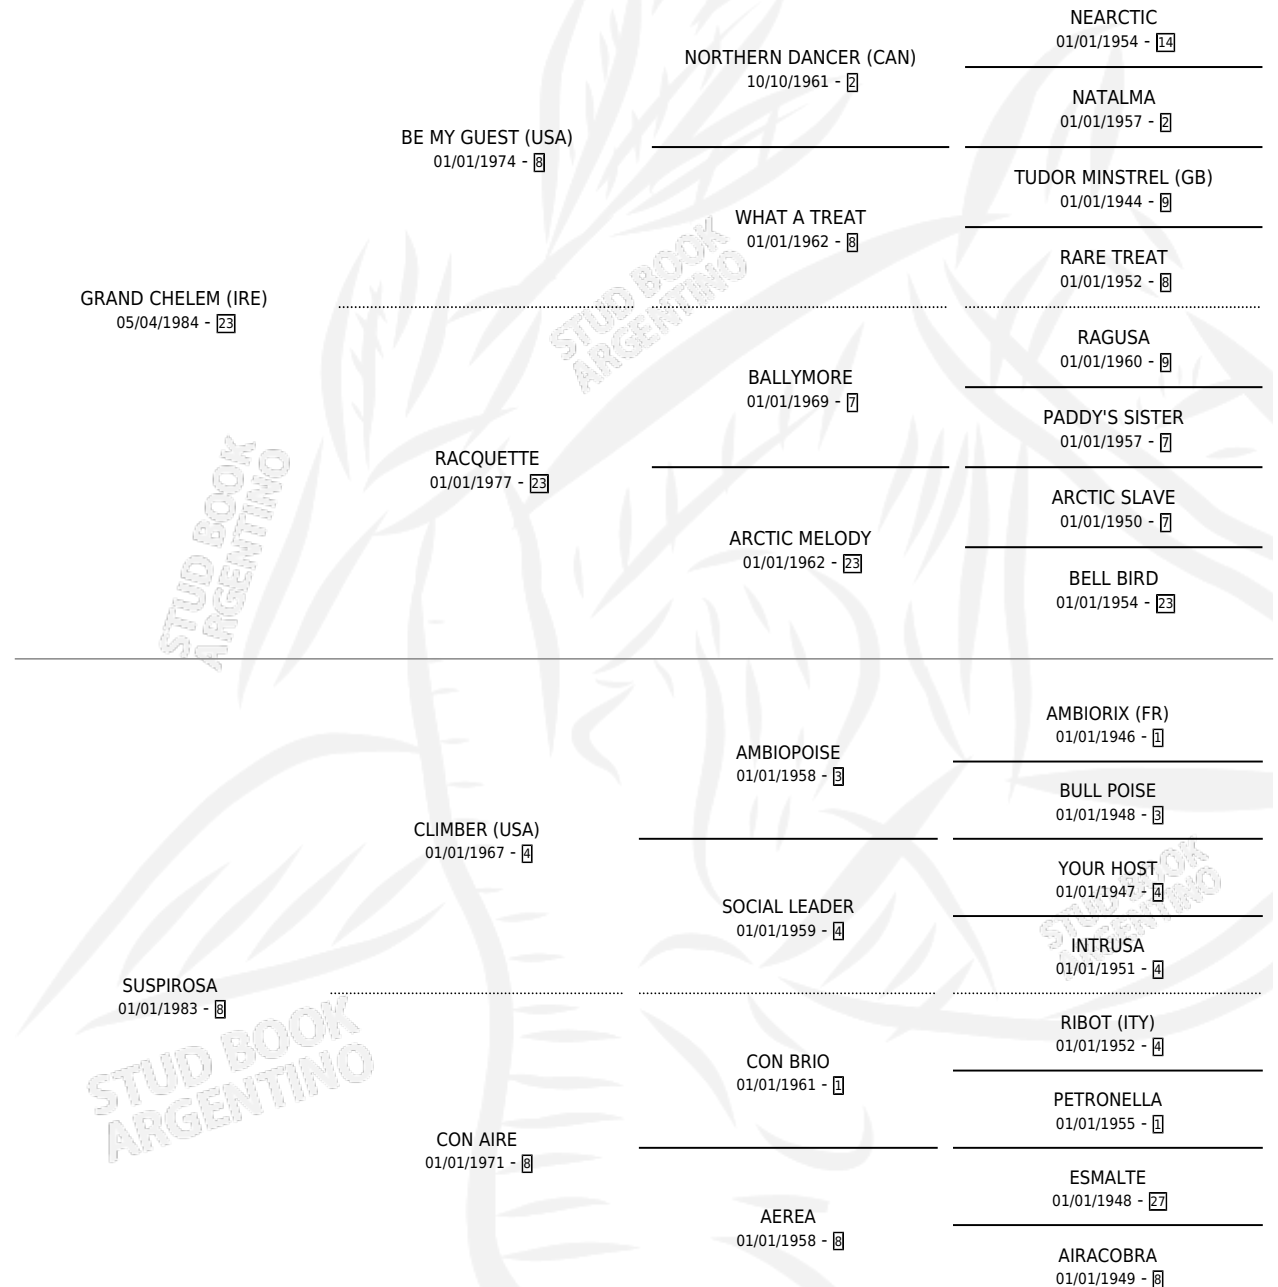 NEARCTIC
01/01/1954 - 14
NORTHERN DANCER (CAN)
10/10/1961 - 2
NATALMA
01/01/1957 - 2
BE MY GUEST (USA)
01/01/1974 - 8
TUDOR MINSTREL (GB)
01/01/1944 - 9
WHAT A TREAT
01/01/1962 - 8
RARE TREAT
01/01/1952 - 8
STUD BOOK
ARGENTINO
GRAND CHELEM (IRE)
05/04/1984 - 23
RAGUSA
01/01/1960 - 9
BALLYMORE
01/01/1969 - 7
PADDY'S SISTER
01/01/1957 - 7
RACQUETTE
01/01/1977 - 23
ARCTIC SLAVE
01/01/1950 - 7
ARCTIC MELODY
01/01/1962 - 23
BELL BIRD
01/01/1954 - 23
STUD BOOK
ARGENTINO
AMBIORIX (FR)
01/01/1946 - 1
AMBIOPOISE
01/01/1958 - 3
BULL POISE
01/01/1948 - 3
CLIMBER (USA)
01/01/1967 - 4
YOUR HOST
01/01/1947 - 4
SOCIAL LEADER
01/01/1959 - 4
INTRUSA
01/01/1951 - 4
STUD BOOK
ARGENTINO
SUSPIROSA
01/01/1983 - 8
RIBOT (ITY)
01/01/1952 - 4
CON BRIO
01/01/1961 - 1
PETRONELLA
01/01/1955 - 1
STUD BOOK
ARGENTINO
CON AIRE
01/01/1971 - 8
ESMALTE
01/01/1948 - 27
AEREA
01/01/1958 - 8
AIRACOBRA
01/01/1949 - 8